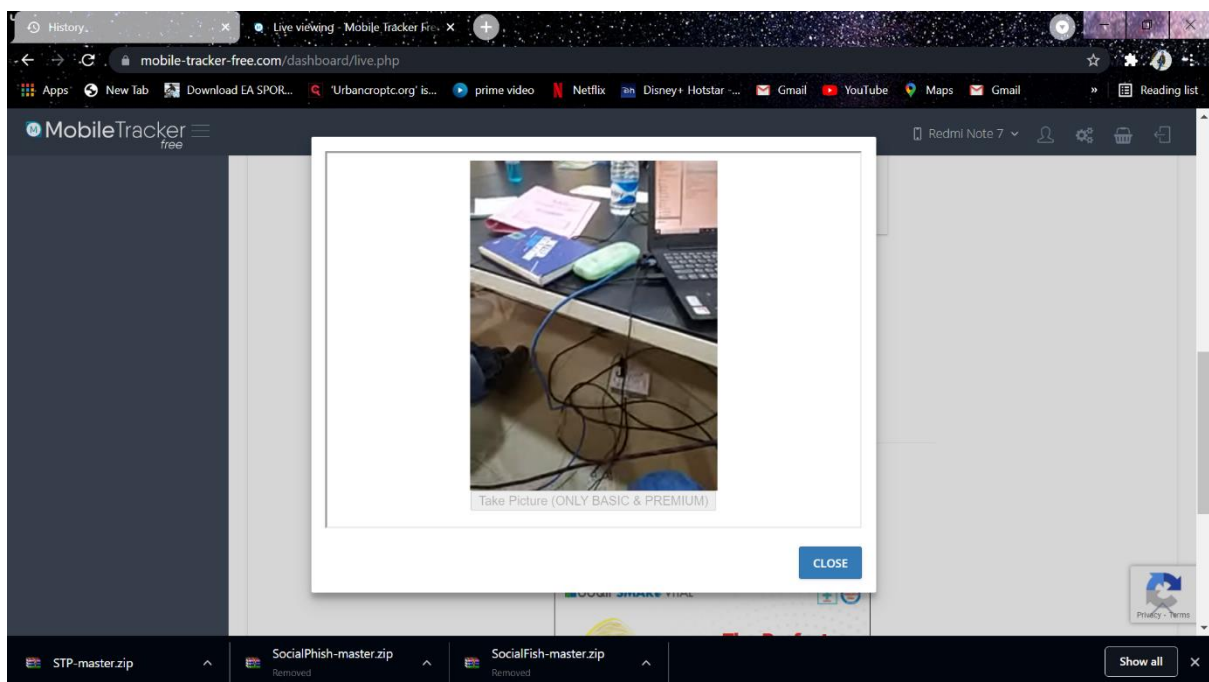 History
Live viewing - Mobile Tracker Fre
mobile-tracker-free.com/dashboard/live.php
Apps New Tab Download EA SPOR... 'Urbancroptc.org' is... prime video Netflix Disney+ Hotstar -... Gmail YouTube Maps Gmail » Reading list
MobileTracker
free
Redmi Note 7
Take Picture (ONLY BASIC & PREMIUM)
CLOSE
Privacy - Terms
STP-master.zip
SocialPhish-master.zip
Removed
SocialFish-master.zip
Removed
Show all